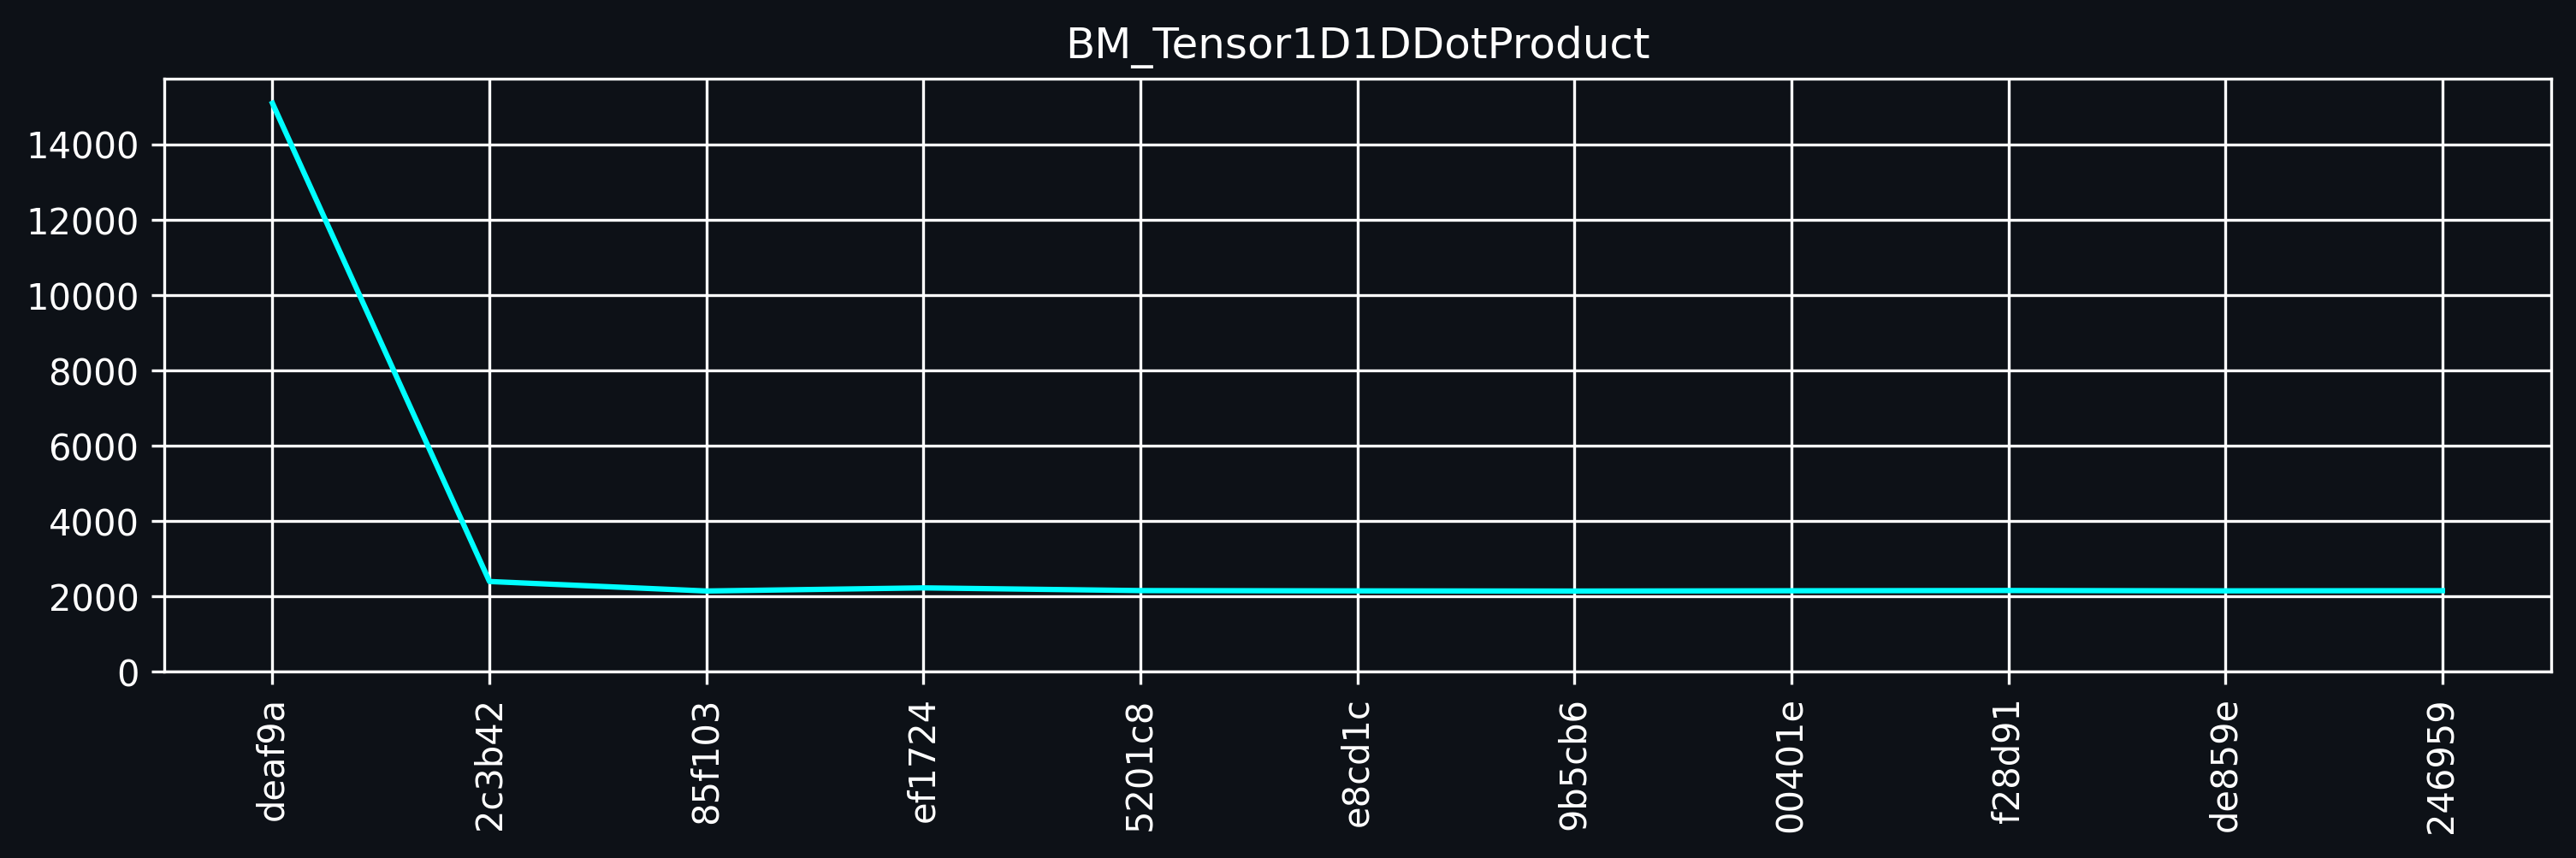 BM_Tensor1D1DDotProduct
14000
12000
10000
8000
6000
4000
2000
0
deaf9a
2c3b42
85f103
ef1724
5201c8
e8cd1c
9b5cb6
00401e
f28d91
de859e
246959